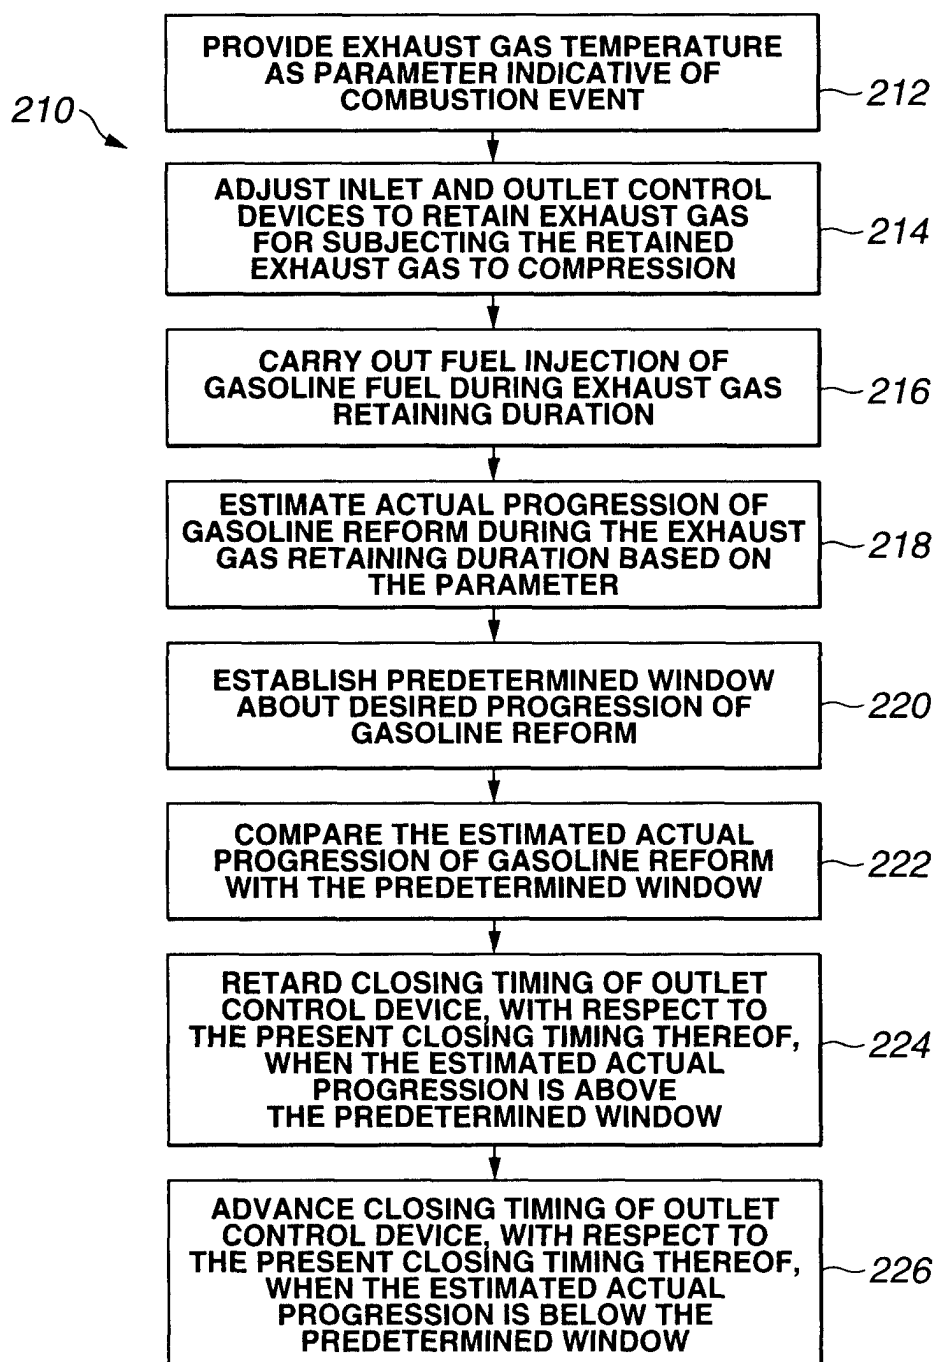 PROVIDE EXHAUST GAS TEMPERATURE
AS PARAMETER INDICATIVE OF
COMBUSTION EVENT
212
210
ADJUST INLET AND OUTLET CONTROL
DEVICES TO RETAIN EXHAUST GAS
FOR SUBJECTING THE RETAINED
EXHAUST GAS TO COMPRESSION
214
CARRY OUT FUEL INJECTION OF
GASOLINE FUEL DURING EXHAUST GAS
RETAINING DURATION
216
ESTIMATE ACTUAL PROGRESSION OF
GASOLINE REFORM DURING THE EXHAUST
GAS RETAINING DURATION BASED ON
THE PARAMETER
218
ESTABLISH PREDETERMINED WINDOW
ABOUT DESIRED PROGRESSION OF
GASOLINE REFORM
220
COMPARE THE ESTIMATED ACTUAL
PROGRESSION OF GASOLINE REFORM
WITH THE PREDETERMINED WINDOW
222
RETARD CLOSING TIMING OF OUTLET
CONTROL DEVICE, WITH RESPECT TO
THE PRESENT CLOSING TIMING THEREOF,
WHEN THE ESTIMATED ACTUAL
PROGRESSION IS ABOVE
THE PREDETERMINED WINDOW
224
ADVANCE CLOSING TIMING OF OUTLET
CONTROL DEVICE, WITH RESPECT TO
THE PRESENT CLOSING TIMING THEREOF,
WHEN THE ESTIMATED ACTUAL
PROGRESSION IS BELOW THE
PREDETERMINED WINDOW
226